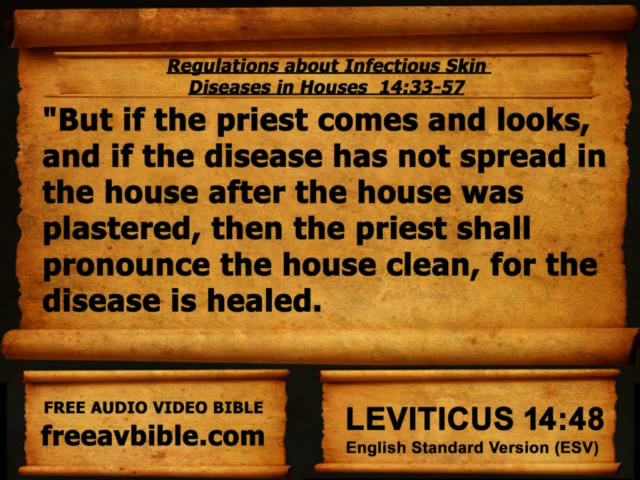 Regulations about Infectious Skin
Diseases in Houses  14:33-57
"But if the priest comes and looks,
and if the disease has not spread in
the house after the house was
plastered, then the priest shall
pronounce the house clean, for the
disease is healed.
FREE AUDIO VIDEO BIBLE
freeavbible.com
LEVITICUS 14:48
English Standard Version (ESV)